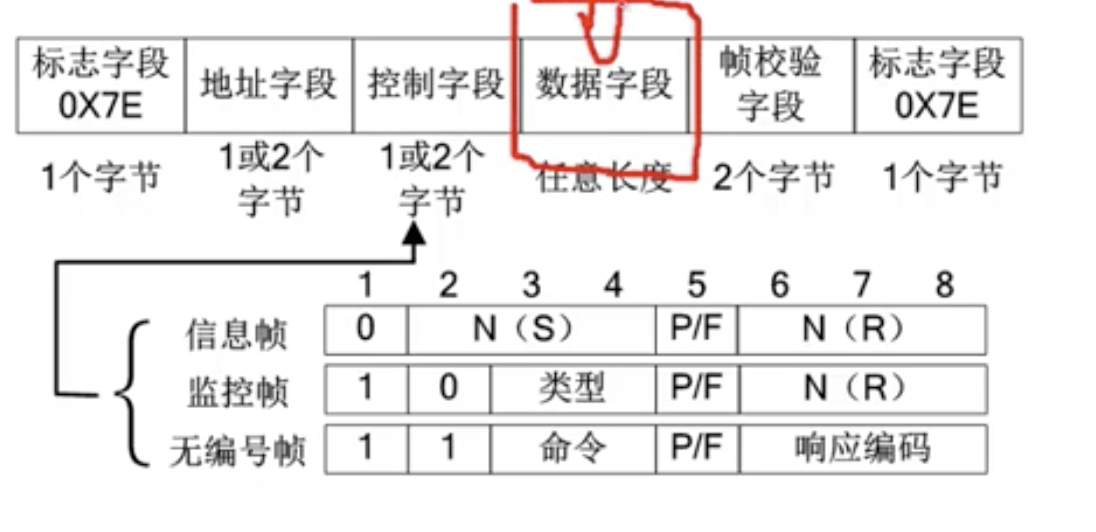 标志字段
0X7E
地址字段
控制字段
数据字段
帧校验
字段
标志字段
0X7E
1个字节
1或2个
字节
1或2个
字节
任意长度
2个字节
1个字节
1 2 3 4 5 6 7 8
信息帧 0 N（S） P/F N（R）
监控帧 1 0 类型 P/F N（R）
无编号帧 1 1 命令 P/F 响应编码